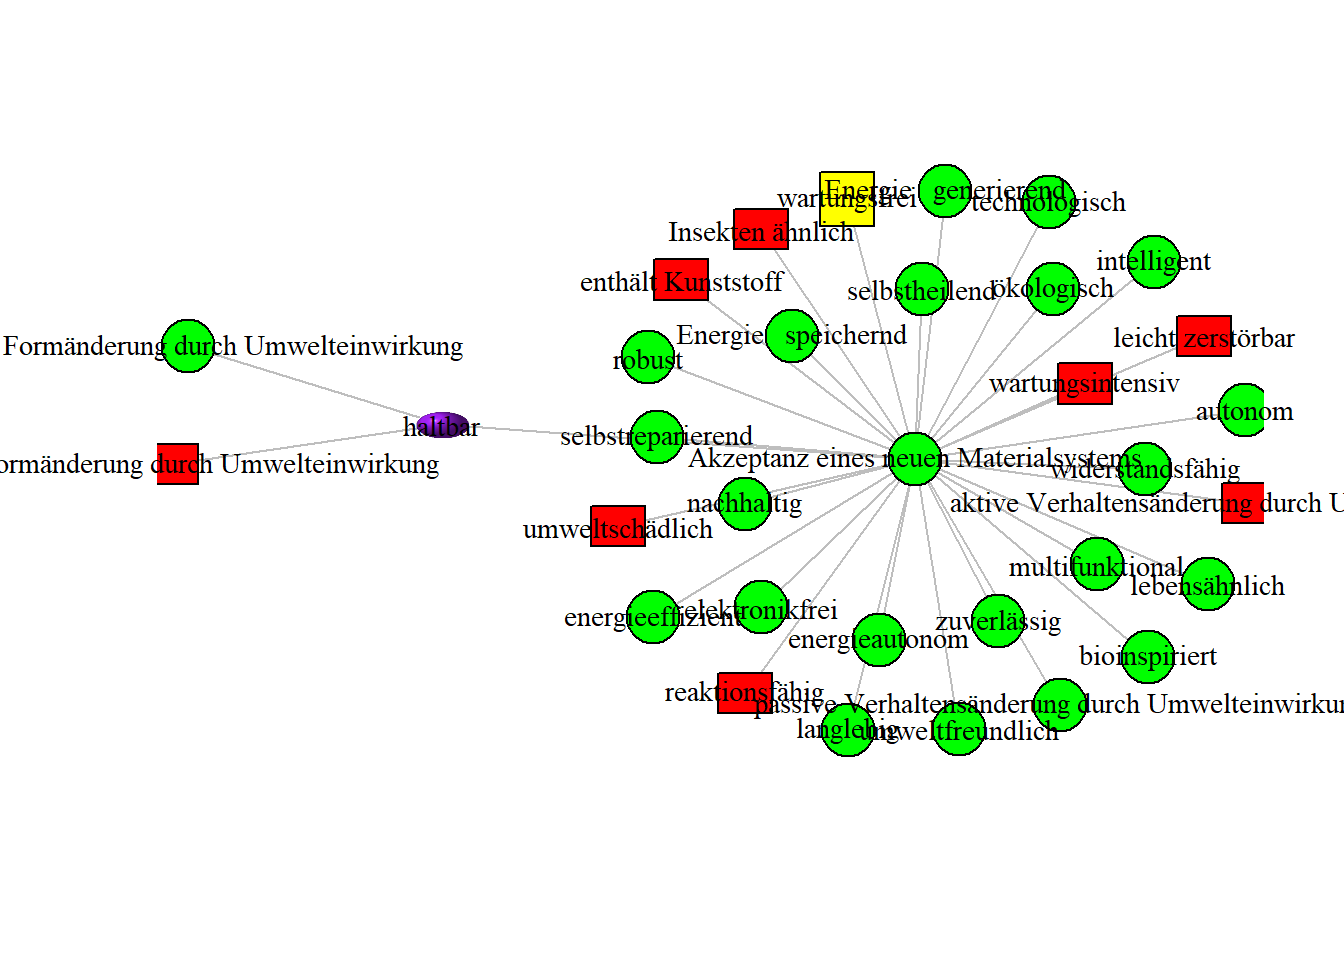 Energie generierend
wartungsfrei
technologisch
Insekten ähnlich
intelligent
enthält Kunststoff
selbstheilend
ökologisch
Energie speichernd
leicht zerstörbar
Formänderung durch Umwelteinwirkung
robust
wartungsintensiv
autonom
haltbar
selbstreparierend
Akzeptanz eines neuen Materialsystems
ormänderung durch Umwelteinwirkung
widerstandsfähig
nachhaltig
aktive Verhaltensänderung durch U
umweltschädlich
multifunktional
lebensähnlich
energieeffizient
elektronikfrei
zuverlässig
energieautonom
bioinspiriert
reaktionsfähig
passive Verhaltensänderung durch Umwelteinwirku
langlebig
umweltfreundlich